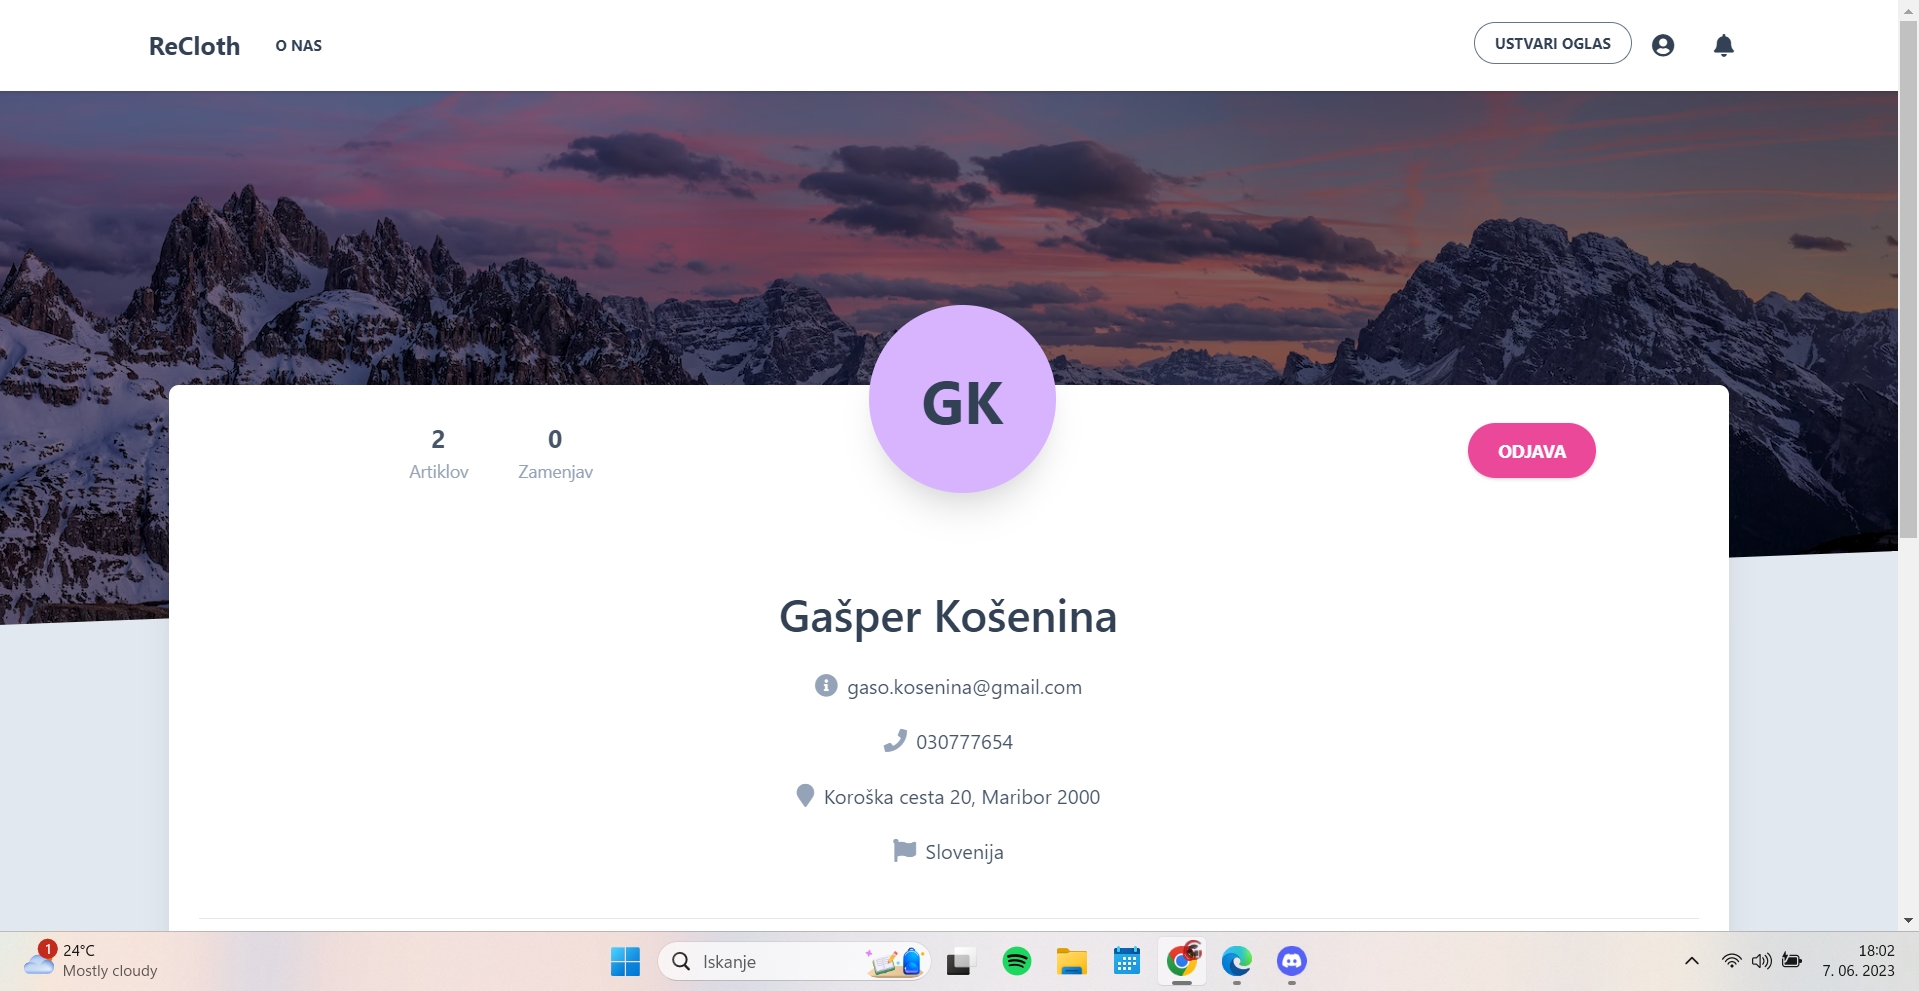 ReCloth
O NAS
USTVARI OGLAS
GK
2
Artiklov
0
Zamenjav
ODJAVA
Gašper Košenina
gaso.kosenina@gmail.com
030777654
Koroška cesta 20, Maribor 2000
Slovenija
1
24°C
Mostly cloudy
Iskanje
18:02
7. 06. 2023